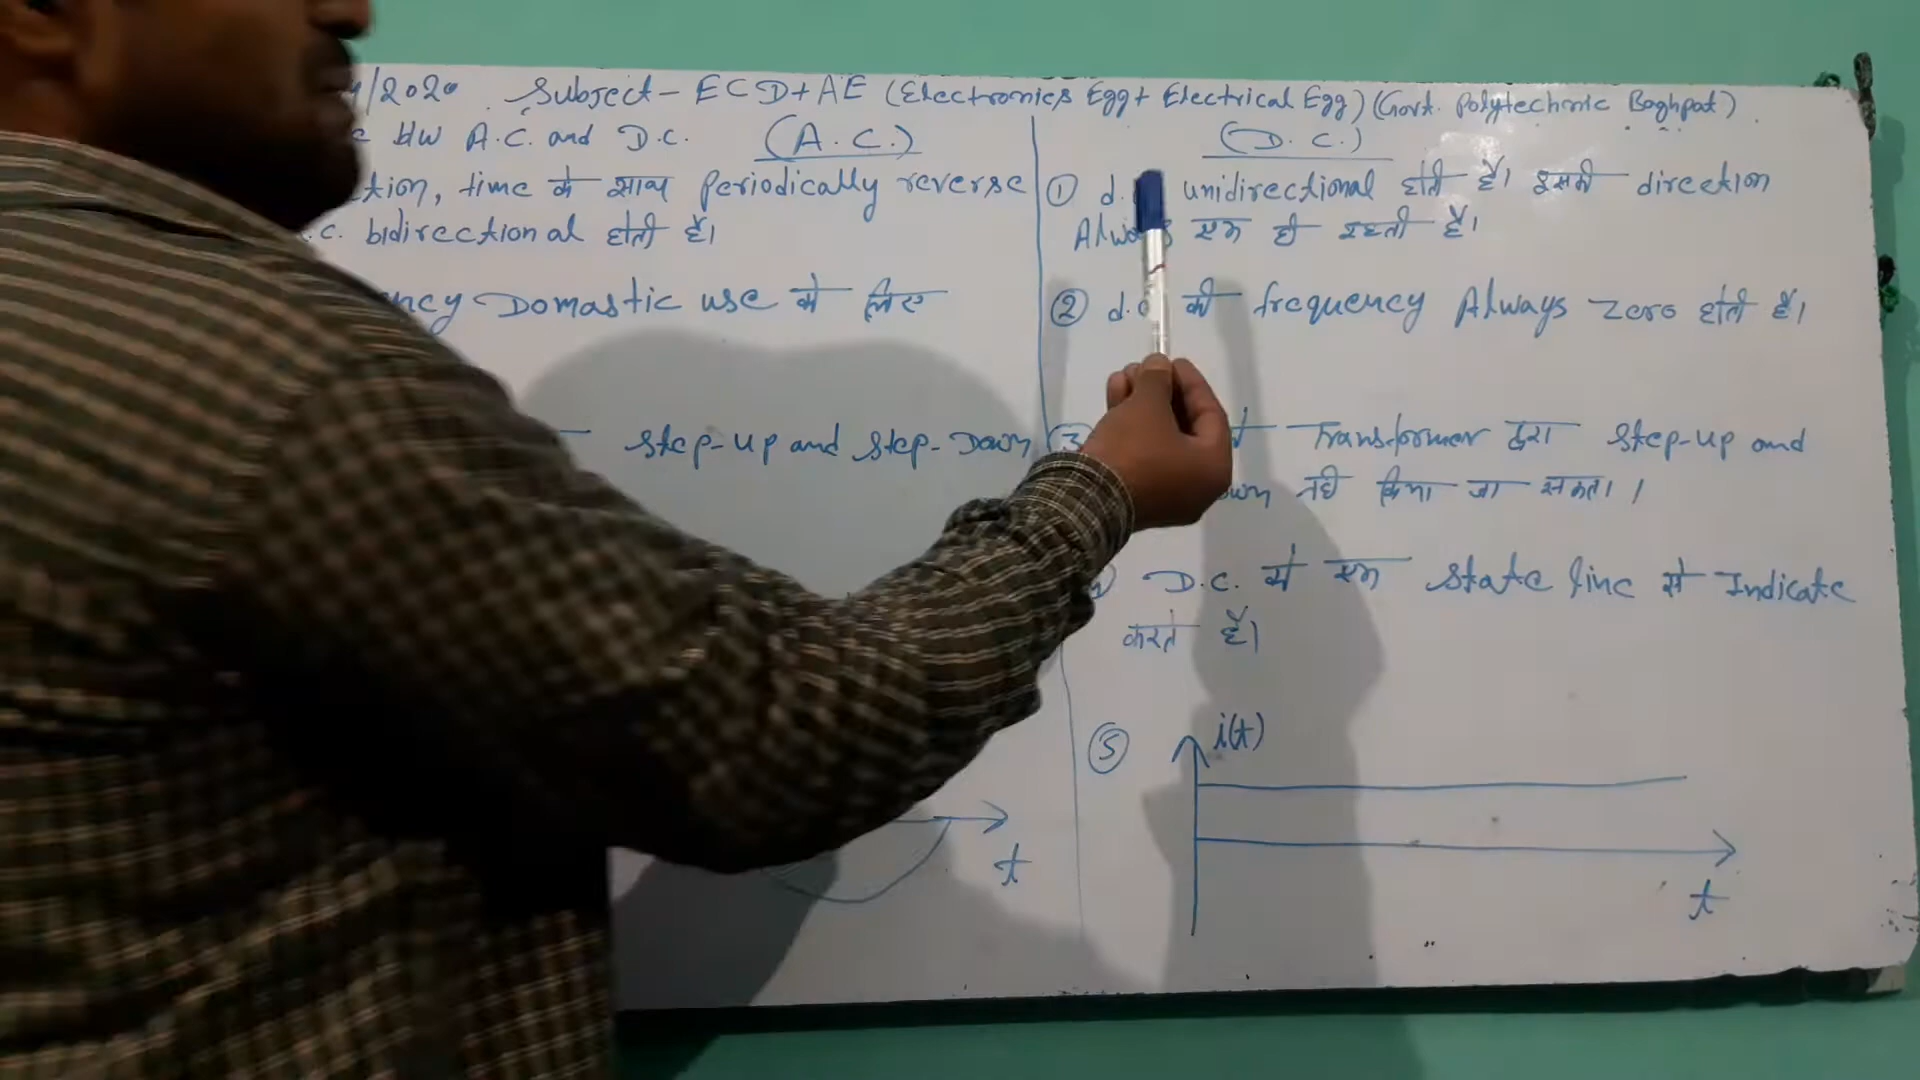 /2020 Subject- ECD+AE (Electronics Egg+ Electrical Egg) (Govt. Polytechnic Baghpat)
b/w A.C. and D.C. (A.C.)
tion, time के साथ Periodically reverse
.c. bidirectional होती हैं।
ncy Domastic use के लिए
Step-up and Step-Down
t
(D.C.)
① d. unidirectional होती हैं। इसकी direction
Always एक ही रहती हैं।
② d.c की frequency Always Zero होती हैं।
③ Transformer द्वारा Step-up and
own नही किया जा सकता।
D.C. को एक State line से Indicate
करते हैं।
⑤ i(t)
t